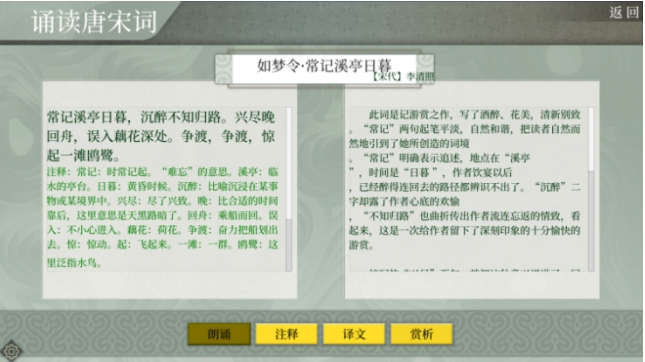 诵读唐宋词
返回
如梦令·常记溪亭日暮
【宋代】李清照
常记溪亭日暮，沉醉不知归路。兴尽晚
回舟，误入藕花深处。争渡，争渡，惊
起一滩鸥鹭。
注释：常记：时常记起。“难忘”的意思。溪亭：临
水的亭台。日暮：黄昏时候。沉醉：比喻沉浸在某事
物或某境界中。兴尽：尽了兴致。晚：比合适的时间
靠后，这里意思是天黑路暗了。回舟：乘船而回。误
入：不小心进入。藕花：荷花。争渡：奋力把船划出
去。惊：惊动。起：飞起来。一滩：一群。鸥鹭：这
里泛指水鸟。
此词是记游赏之作，写了酒醉、花美，清新别致
。“常记”两句起笔平淡，自然和谐，把读者自然而
然地引到了她所创造的词境
。“常记”明确表示追述，地点在“溪亭
”，时间是“日暮”，作者饮宴以后
，已经醉得连回去的路径都辨识不出了。“沉醉”二
字却露了作者心底的欢愉
，“不知归路”也曲折传出作者流连忘返的情致，看
起来，这是一次给作者留下了深刻印象的十分愉快的
游赏。
朗诵
注释
译文
赏析